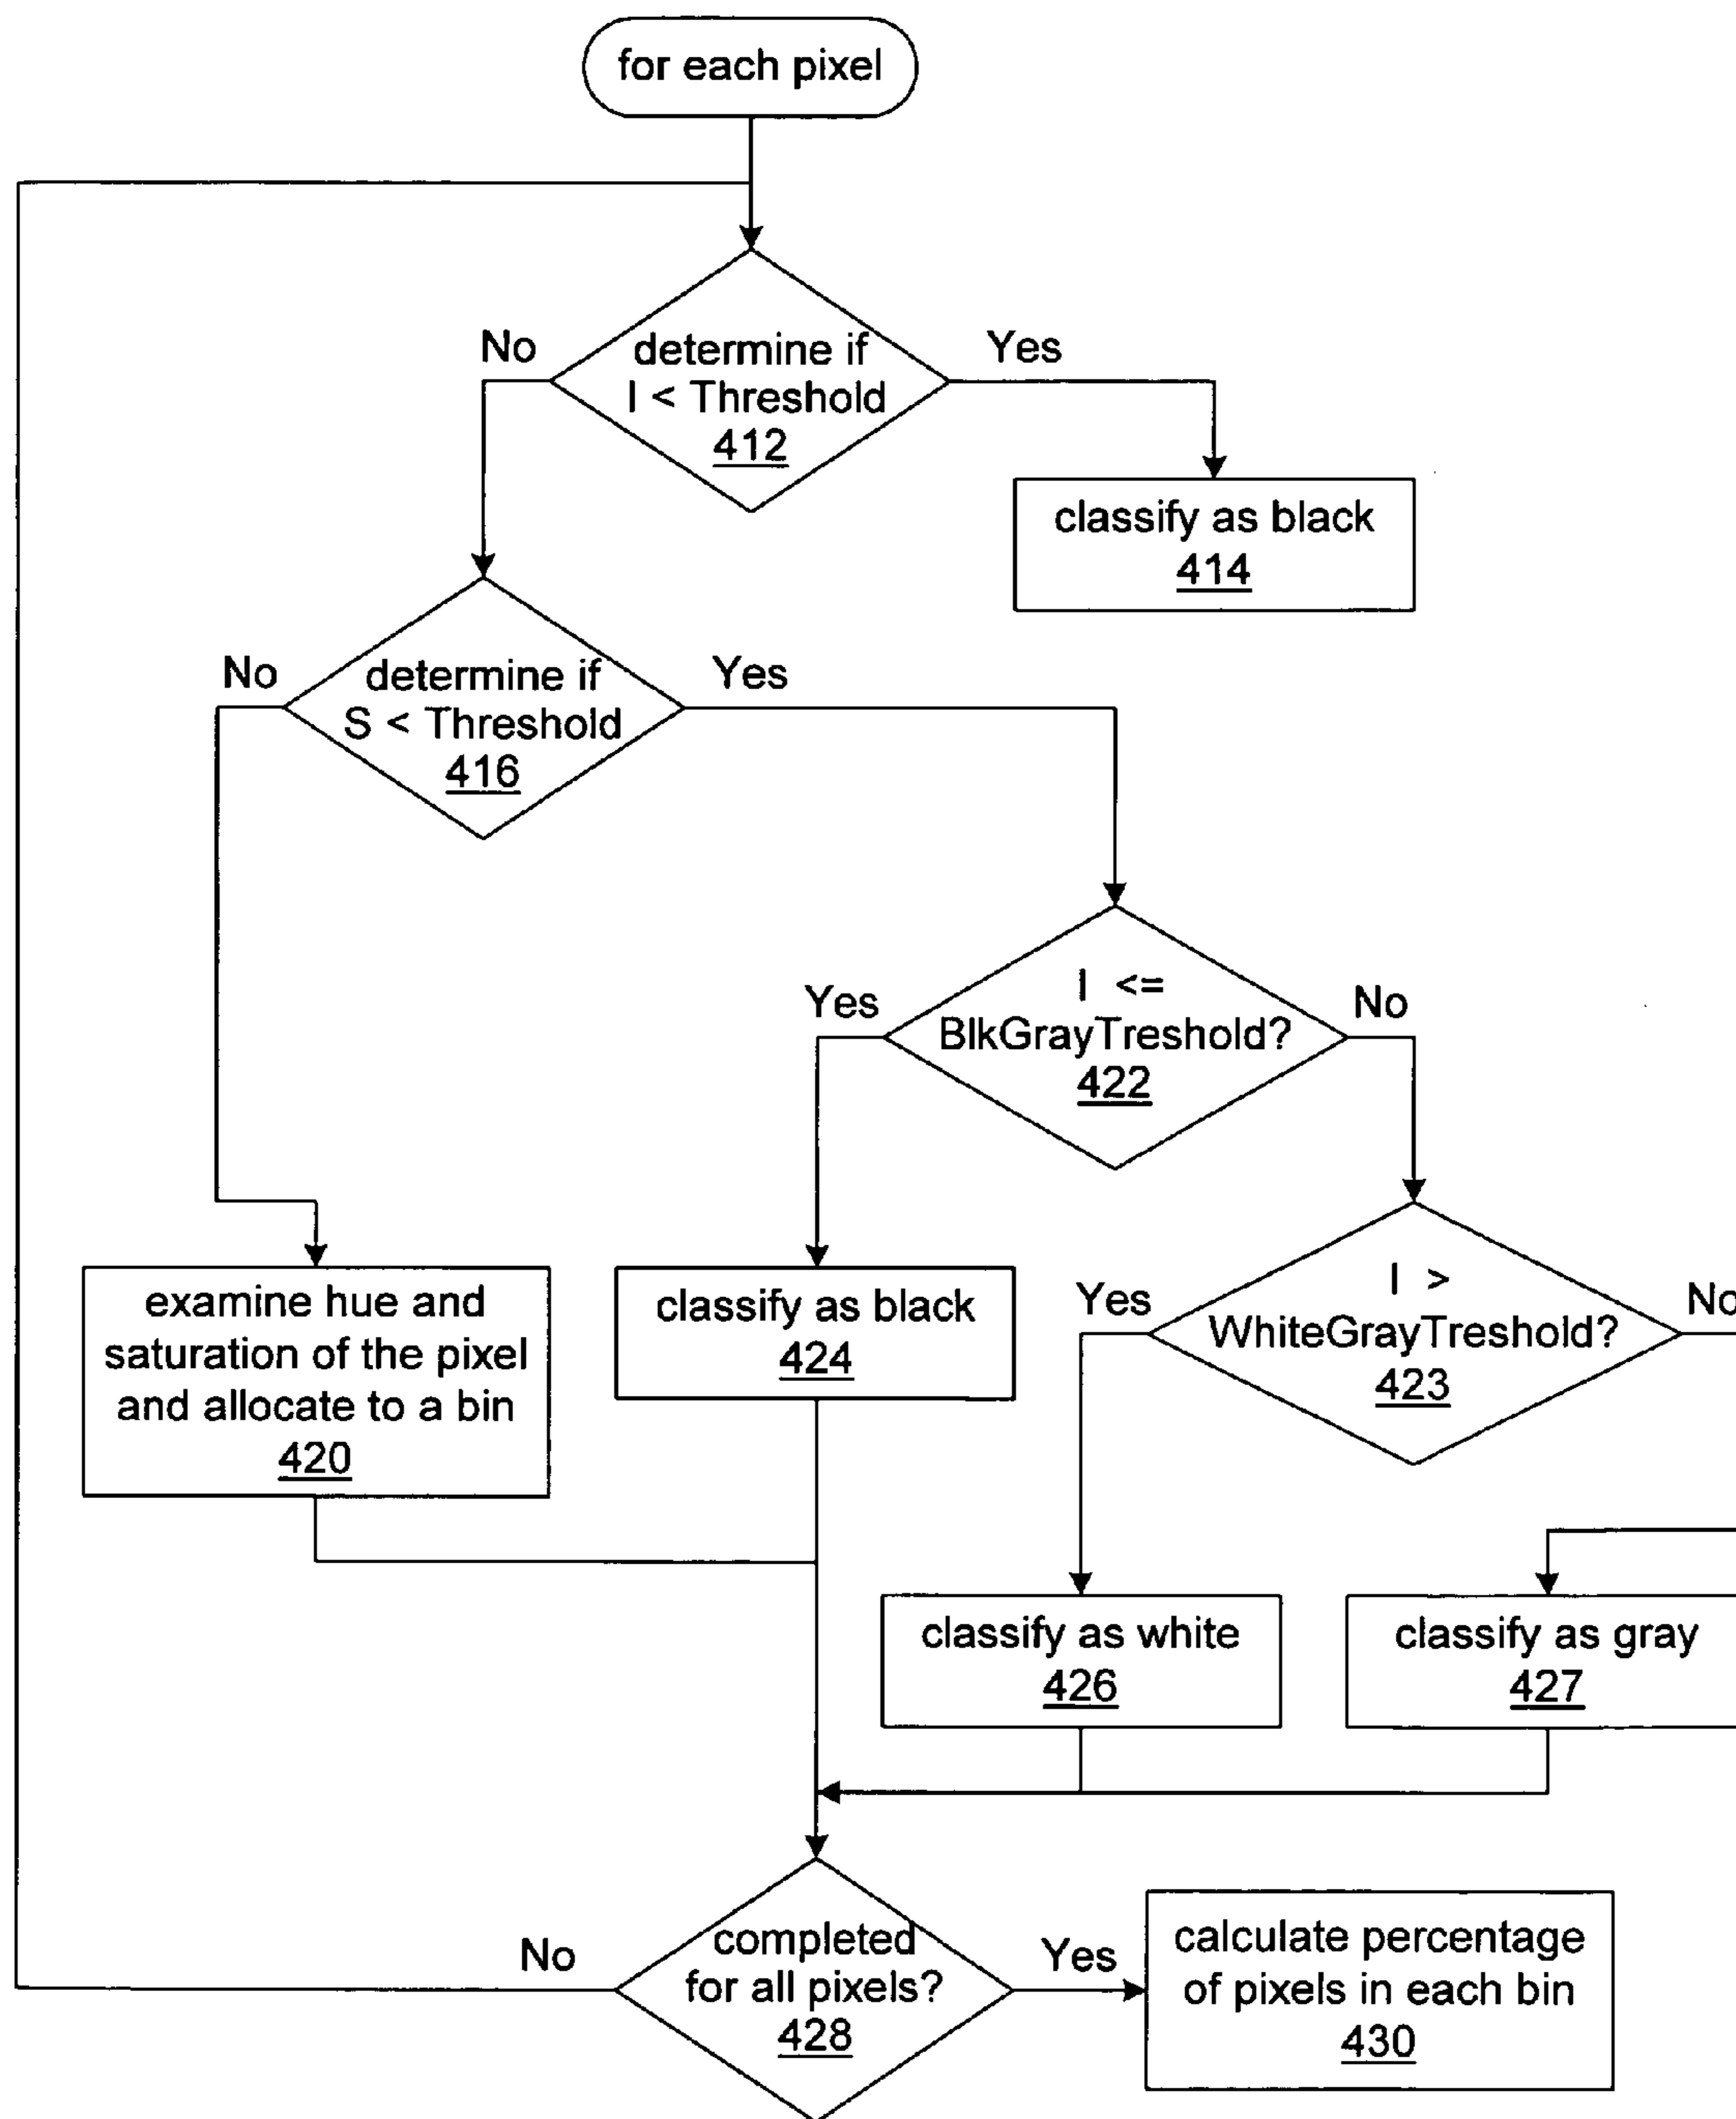 for each pixel
No
determine if
I < Threshold
412
Yes
classify as black
414
No
determine if
S < Threshold
416
Yes
Yes
I <=
BlkGrayTreshold?
422
No
examine hue and
saturation of the pixel
and allocate to a bin
420
classify as black
424
Yes
I >
WhiteGrayTreshold?
423
No
classify as white
426
classify as gray
427
No
completed
for all pixels?
428
Yes
calculate percentage
of pixels in each bin
430